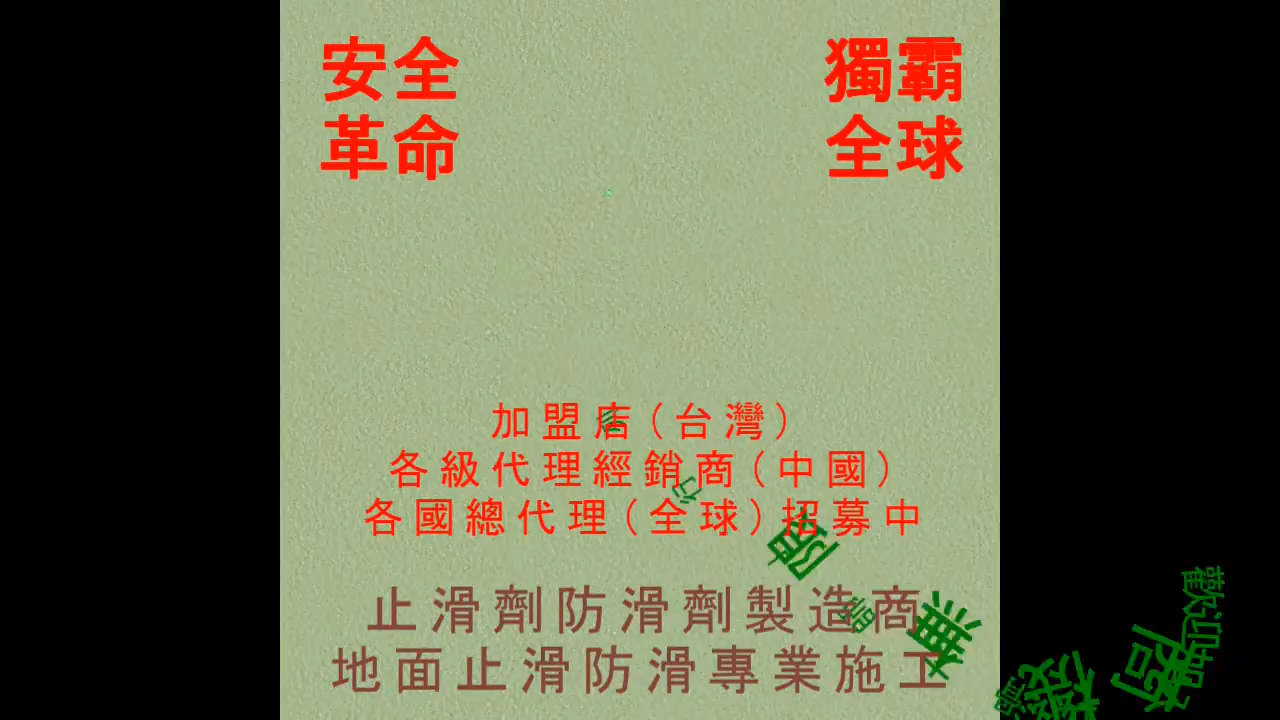 安全
革命
獨霸
全球
加盟店(台灣)
各級代理經銷商(中國)
各國總代理(全球)招募中
止滑劑防滑劑製造商
地面止滑防滑專業施工